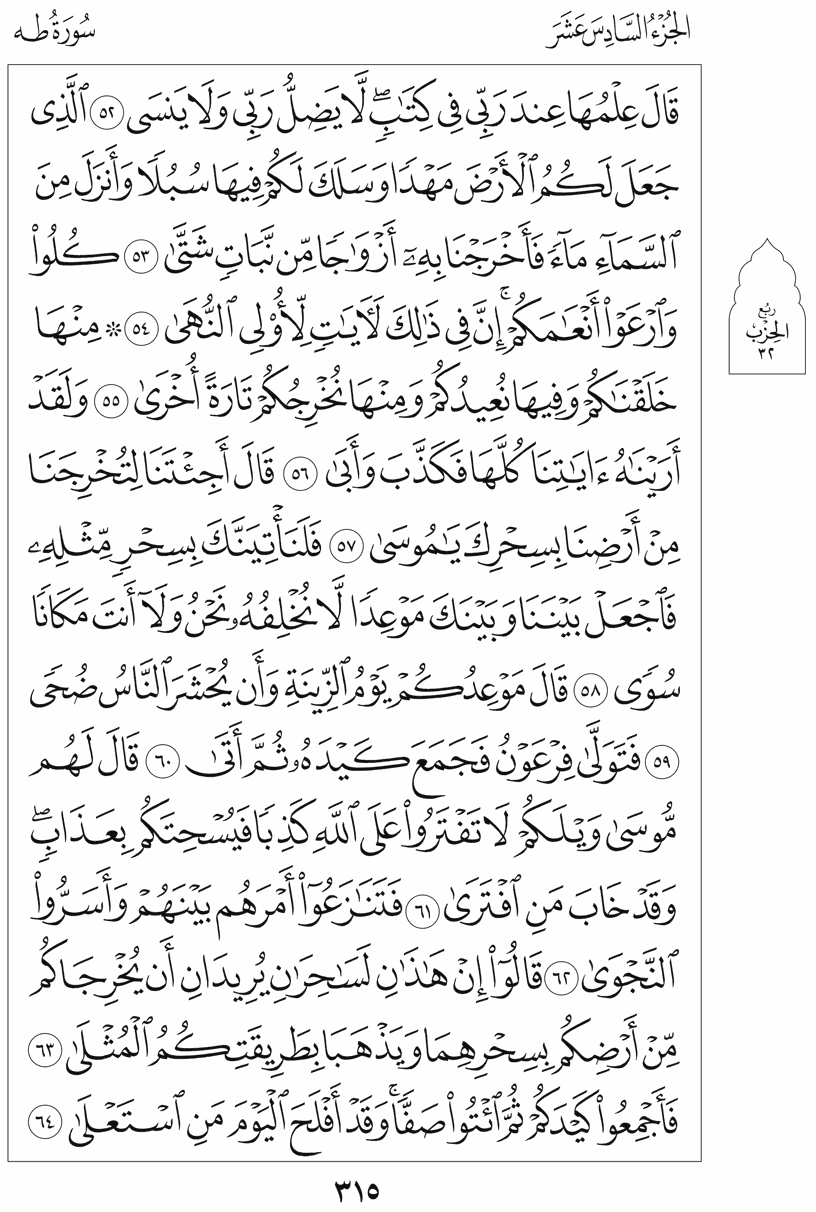 الجُزْءُ السَّادِسَ عَشَرَ
سُورَةُ طه
قَالَ عِلْمُهَا عِندَ رَبِّي فِي كِتَٰبٖۖ لَّا يَضِلُّ رَبِّي وَلَا يَنسَى ٥٢ ٱلَّذِي
جَعَلَ لَكُمُ ٱلْأَرْضَ مَهْدٗا وَسَلَكَ لَكُمْ فِيهَا سُبُلٗا وَأَنزَلَ مِنَ
ٱلسَّمَآءِ مَآءٗ فَأَخْرَجْنَا بِهِۦٓ أَزْوَٰجٗا مِّن نَّبَاتٖ شَتَّىٰ ٥٣ كُلُوا۟
وَٱرْعَوْا۟ أَنْعَٰمَكُمْۚ إِنَّ فِي ذَٰلِكَ لَأٓيَٰتٖ لِّأُو۟لِي ٱلنُّهَىٰ ٥٤ ۞ مِنْهَا
خَلَقْنَٰكُمْ وَفِيهَا نُعِيدُكُمْ وَمِنْهَا نُخْرِجُكُمْ تَارَةً أُخْرَىٰ ٥٥ وَلَقَدْ
أَرَيْنَٰهُ ءَايَٰتِنَا كُلَّهَا فَكَذَّبَ وَأَبَىٰ ٥٦ قَالَ أَجِئْتَنَا لِتُخْرِجَنَا
مِنْ أَرْضِنَا بِسِحْرِكَ يَٰمُوسَىٰ ٥٧ فَلَنَأْتِيَنَّكَ بِسِحْرٖ مِّثْلِهِۦ
فَٱجْعَلْ بَيْنَنَا وَبَيْنَكَ مَوْعِدٗا لَّا نُخْلِفُهُۥ نَحْنُ وَلَآ أَنتَ مَكَانٗا
سُوٗى ٥٨ قَالَ مَوْعِدُكُمْ يَوْمُ ٱلزِّينَةِ وَأَن يُحْشَرَ ٱلنَّاسُ ضُحٗى
٥٩ فَتَوَلَّىٰ فِرْعَوْنُ فَجَمَعَ كَيْدَهُۥ ثُمَّ أَتَىٰ ٦٠ قَالَ لَهُم
مُّوسَىٰ وَيْلَكُمْ لَا تَفْتَرُوا۟ عَلَى ٱللَّهِ كَذِبٗا فَيُسْحِتَكُم بِعَذَابٖۖ
وَقَدْ خَابَ مَنِ ٱفْتَرَىٰ ٦١ فَتَنَٰزَعُوٓا۟ أَمْرَهُم بَيْنَهُمْ وَأَسَرُّوا۟
ٱلنَّجْوَىٰ ٦٢ قَالُوٓا۟ إِنْ هَٰذَٰنِ لَسَٰحِرَٰنِ يُرِيدَانِ أَن يُخْرِجَاكُم
مِّنْ أَرْضِكُم بِسِحْرِهِمَا وَيَذْهَبَا بِطَرِيقَتِكُمُ ٱلْمُثْلَىٰ ٦٣
فَأَجْمِعُوا۟ كَيْدَكُمْ ثُمَّ ٱئْتُوا۟ صَفّٗاۚ وَقَدْ أَفْلَحَ ٱلْيَوْمَ مَنِ ٱسْتَعْلَىٰ ٦٤
رُبُع
الحِزْبِ
٣٢
٣١٥